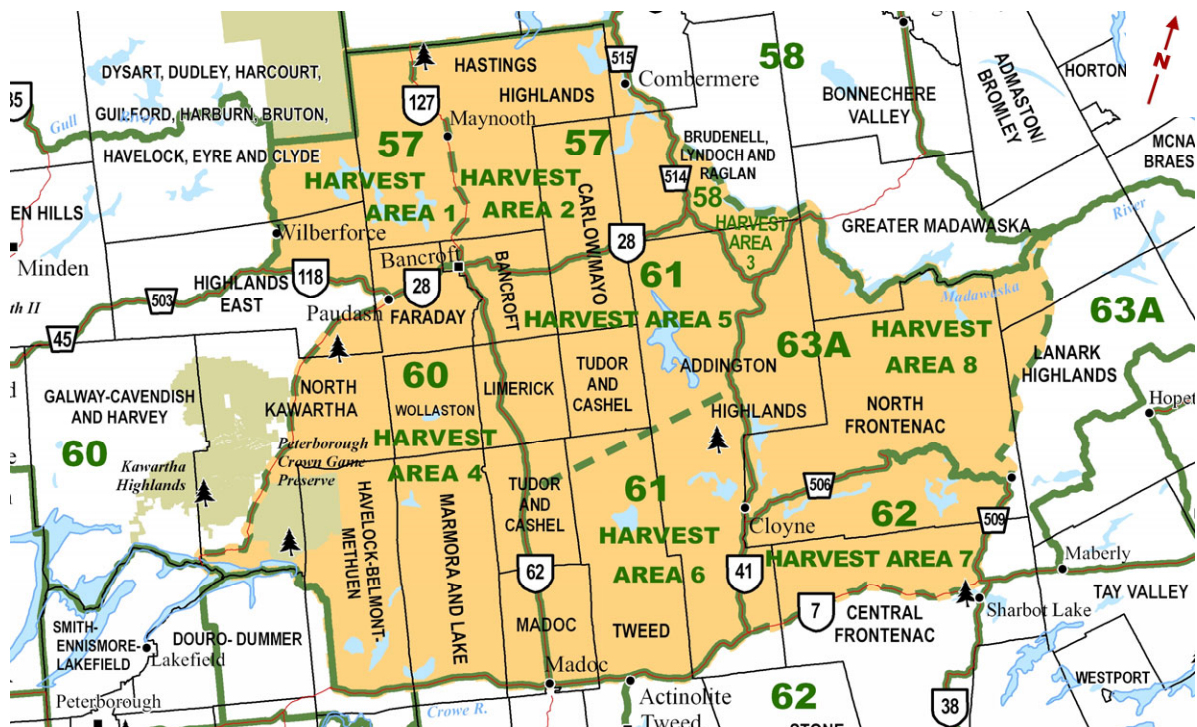 HASTINGS
HIGHLANDS
515
Combermere
58
ADMASTON/
BROMLEY
HORTON
N
DYSART, DUDLEY, HARCOURT,
GUILFORD, HARBURN, BRUTON,
HAVELOCK, EYRE AND CLYDE
35
Gull
127
Maynooth
BONNECHERE
VALLEY
MCNA
BRAES
57
HARVEST
AREA 1
57
HARVEST
AREA 2
BRUDENELL,
LYNDOCH AND
RAGLAN
514
58
HARVEST
AREA
3
CARLOW/MAYO
EN HILLS
Minden
Wilberforce
GREATER MADAWASKA
River
Madawaska
HIGHLANDS
EAST
118
503
45
th II
Paudash
Bancroft
28
FARADAY
BANCROFT
28
61
HARVEST AREA 5
63A
HARVEST
AREA 8
63A
LANARK
HIGHLANDS
Hopet
GALWAY-CAVENDISH
AND HARVEY
60
Kawartha
Highlands
NORTH
KAWARTHA
Peterborough
Crown Game
Preserve
60
WOLLASTON
HARVEST
AREA 4
LIMERICK
TUDOR
AND
CASHEL
ADDINGTON
HIGHLANDS
NORTH
FRONTENAC
HAVELOCK-BELMONT-
METHUEN
MARMORA AND LAKE
TUDOR
AND
CASHEL
61
HARVEST
AREA 6
506
Cloyne
62
509
HARVEST AREA 7
Maberly
62
41
7
CENTRAL
FRONTENAC
Sharbot Lake
TAY VALLEY
SMITH-
ENNISMORE-
LAKEFIELD
Lakefield
DOURO- DUMMER
MADOC
TWEED
Madoc
Actinolite
Tweed
62
STONE
38
WESTPORT
Peterborough
Crowe R.